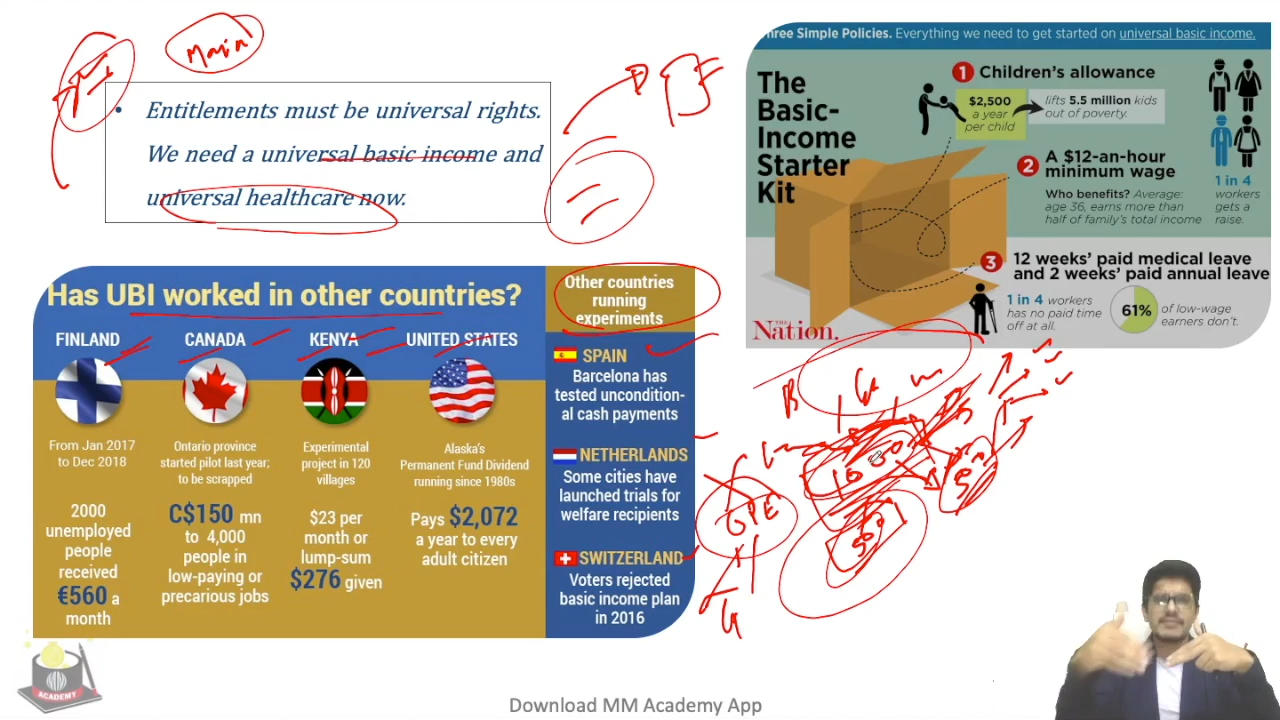 Main
• Entitlements must be universal rights.
We need a universal basic income and
universal healthcare now.
Three Simple Policies. Everything we need to get started on universal basic income.
The
Basic-
Income
Starter
Kit
1 Children's allowance
$2,500
a year
per child
lifts 5.5 million kids
out of poverty.
2 A $12-an-hour
minimum wage
Who benefits? Average:
age 36, earns more than
half of family's total income
1 in 4
workers
gets a
raise.
3 12 weeks' paid medical leave
and 2 weeks' paid annual leave
1 in 4 workers
has no paid time
off at all.
61%
of low-wage
earners don't.
THE
Nation.
Has UBI worked in other countries?
FINLAND
From Jan 2017
to Dec 2018
2000
unemployed
people
received
€560 a
month
CANADA
Ontario province
started pilot last year;
to be scrapped
C$150 mn
to 4,000
people in
low-paying or
precarious jobs
KENYA
Experimental
project in 120
villages
$23 per
month or
lump-sum
$276 given
UNITED STATES
Alaska's
Permanent Fund Dividend
running since 1980s
Pays $2,072
a year to every
adult citizen
Other countries
running
experiments
SPAIN
Barcelona has
tested uncondition-
al cash payments
NETHERLANDS
Some cities have
launched trials for
welfare recipients
SWITZERLAND
Voters rejected
basic income plan
in 2016
ACADEMY
Download MM Academy App